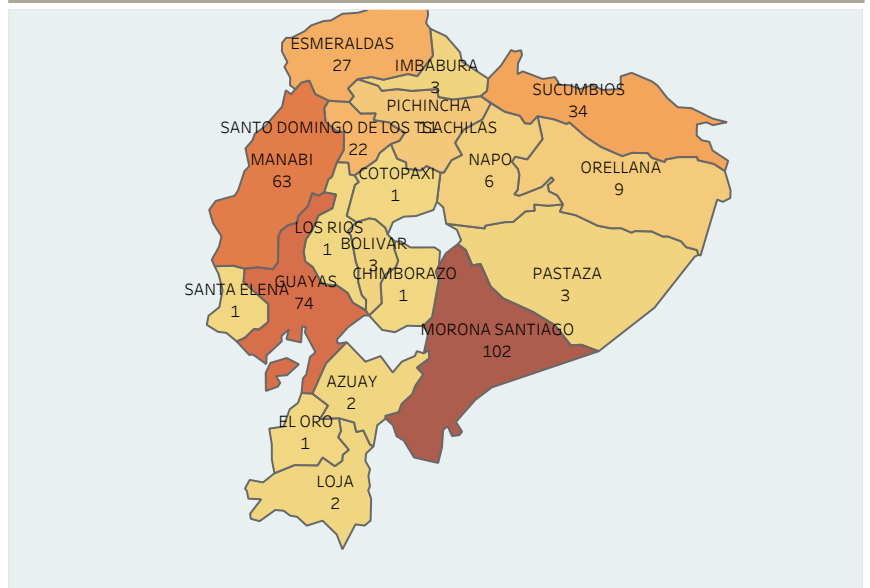 ESMERALDAS
27
IMBABURA
3
SUCUMBIOS
34
PICHINCHA
11
SANTO DOMINGO DE LOS TSACHILAS
22
MANABI
63
COTOPAXI
1
NAPO
6
ORELLANA
9
LOS RIOS
1
BOLIVAR
3
CHIMBORAZO
1
PASTAZA
3
SANTA ELENA
1
GUAYAS
74
MORONA SANTIAGO
102
AZUAY
2
EL ORO
1
LOJA
2